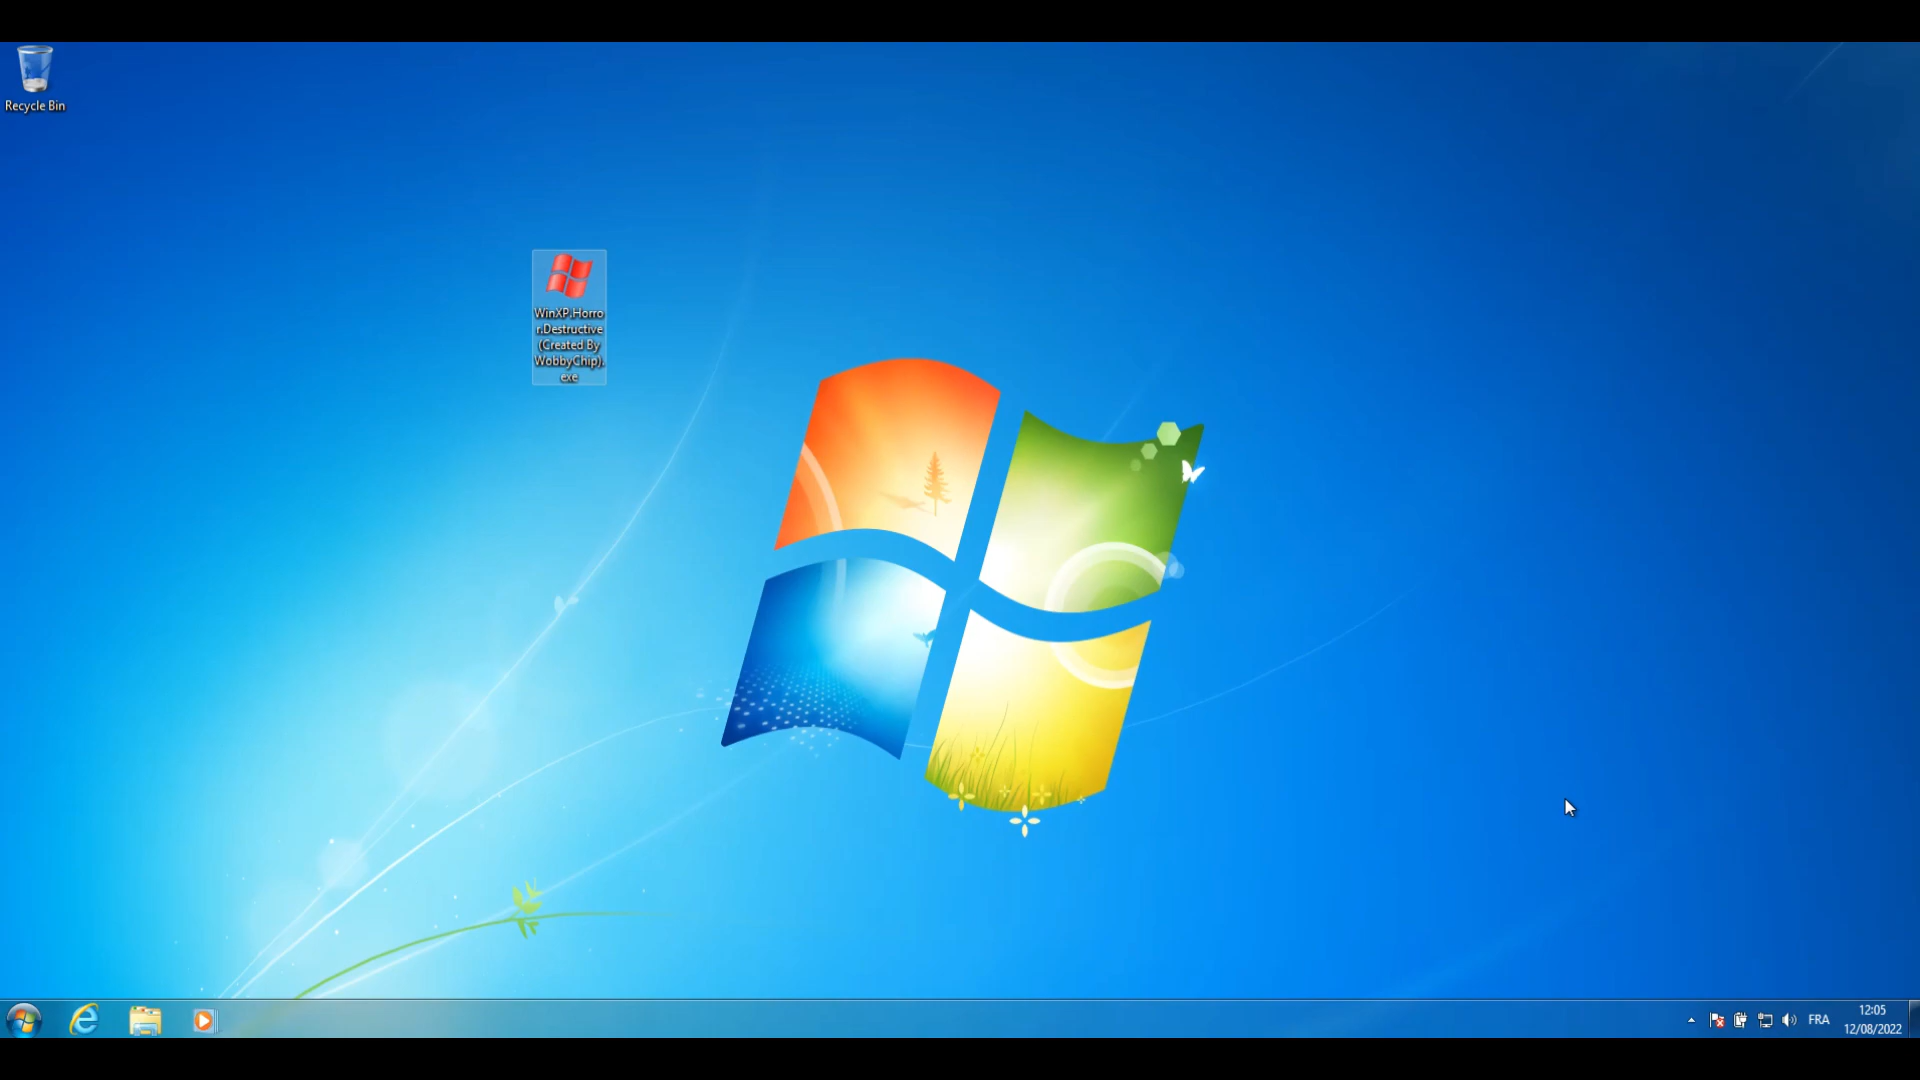 Recycle Bin
WinXP.Horro
r.Destructive
(Created By
WobbyChip).
exe
FRA
12:05
12/08/2022